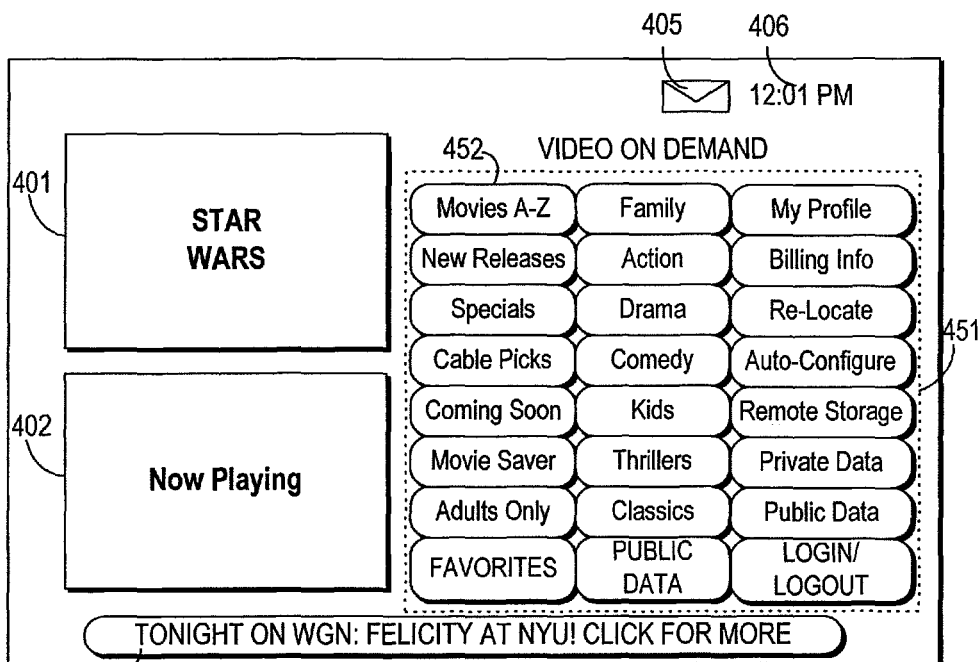 405
406
12:01 PM
452
VIDEO ON DEMAND
401
STAR
WARS
Movies A-Z
Family
My Profile
New Releases
Action
Billing Info
Specials
Drama
Re-Locate
451
Cable Picks
Comedy
Auto-Configure
402
Coming Soon
Kids
Remote Storage
Now Playing
Movie Saver
Thrillers
Private Data
Adults Only
Classics
Public Data
FAVORITES
PUBLIC
DATA
LOGIN/
LOGOUT
TONIGHT ON WGN: FELICITY AT NYU! CLICK FOR MORE